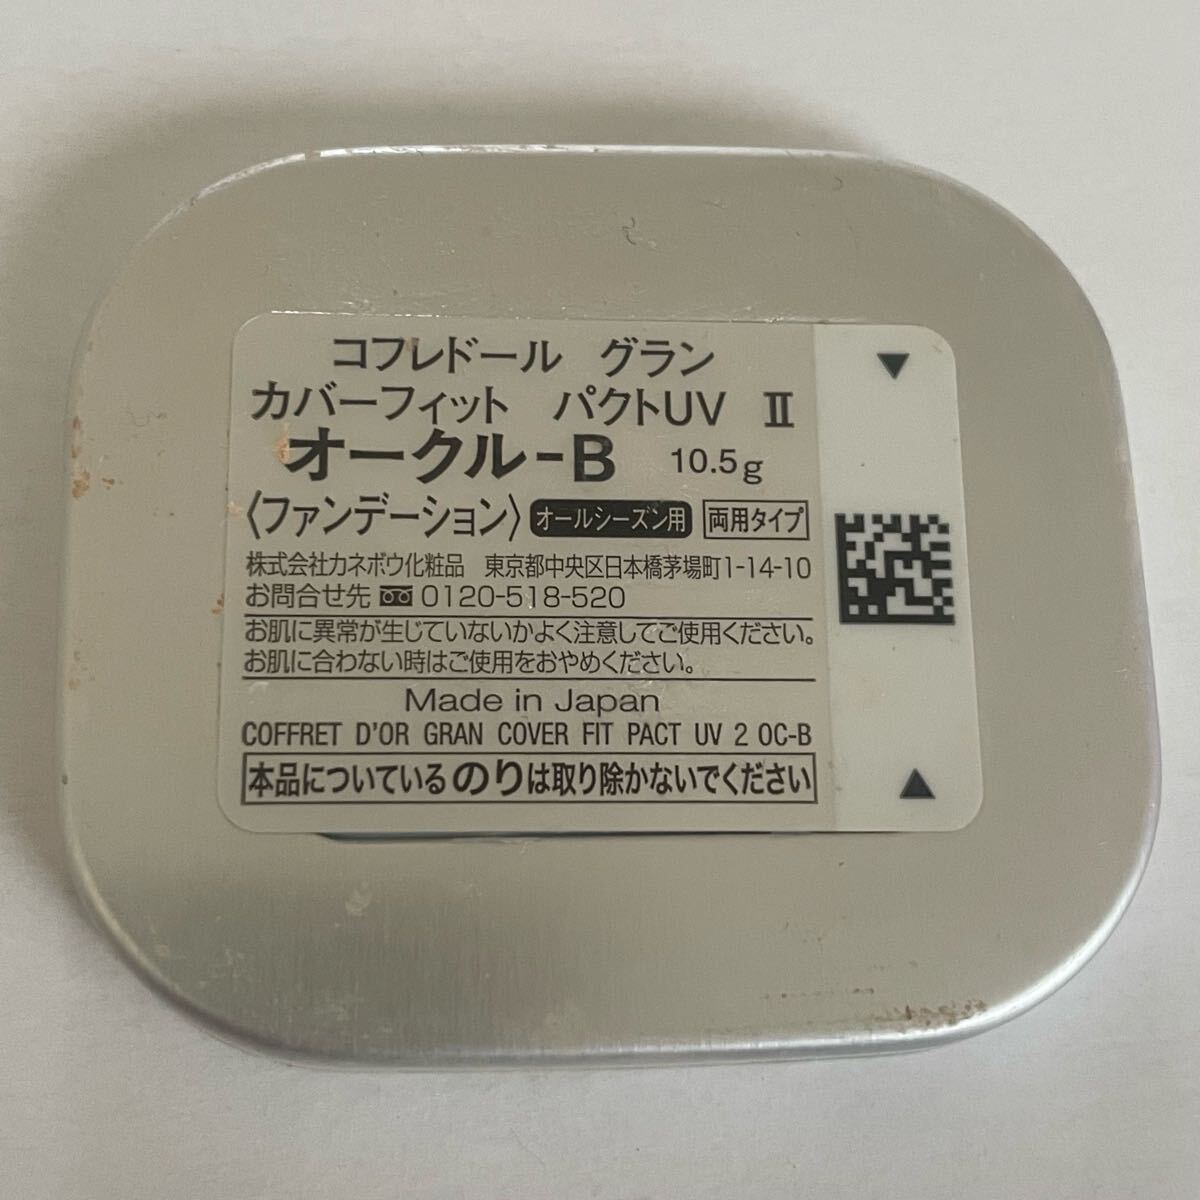 コフレドール グラン
カバーフィット パクトUV Ⅱ
オークル-B 10.5g
〈ファンデーション〉 オールシーズン用 両用タイプ
株式会社カネボウ化粧品 東京都中央区日本橋茅場町1-14-10
お問合せ先 0120-518-520
お肌に異常が生じていないかよく注意してご使用ください。
お肌に合わない時はご使用をおやめください。
Made in Japan
COFFRET D'OR GRAN COVER FIT PACT UV 2 OC-B
本品についているのりは取り除かないでください